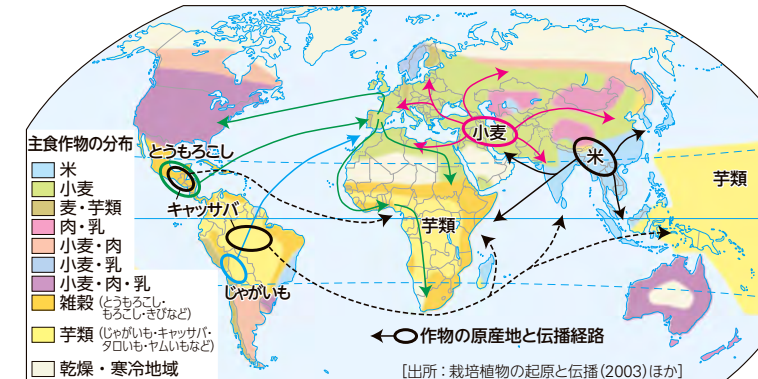 主食作物の分布
米
小麦
麦・芋類
肉・乳
小麦・肉
小麦・乳
小麦・肉・乳
雑穀(とうもろこし・
もろこし・きびなど)
芋類(じゃがいも・キャッサバ・
タロいも・ヤムいもなど)
乾燥・寒冷地域
とうもろこし
キャッサバ
じゃがいも
小麦
米
芋類
芋類
作物の原産地と伝播経路
[出所:栽培植物の起原と伝播(2003)ほか]